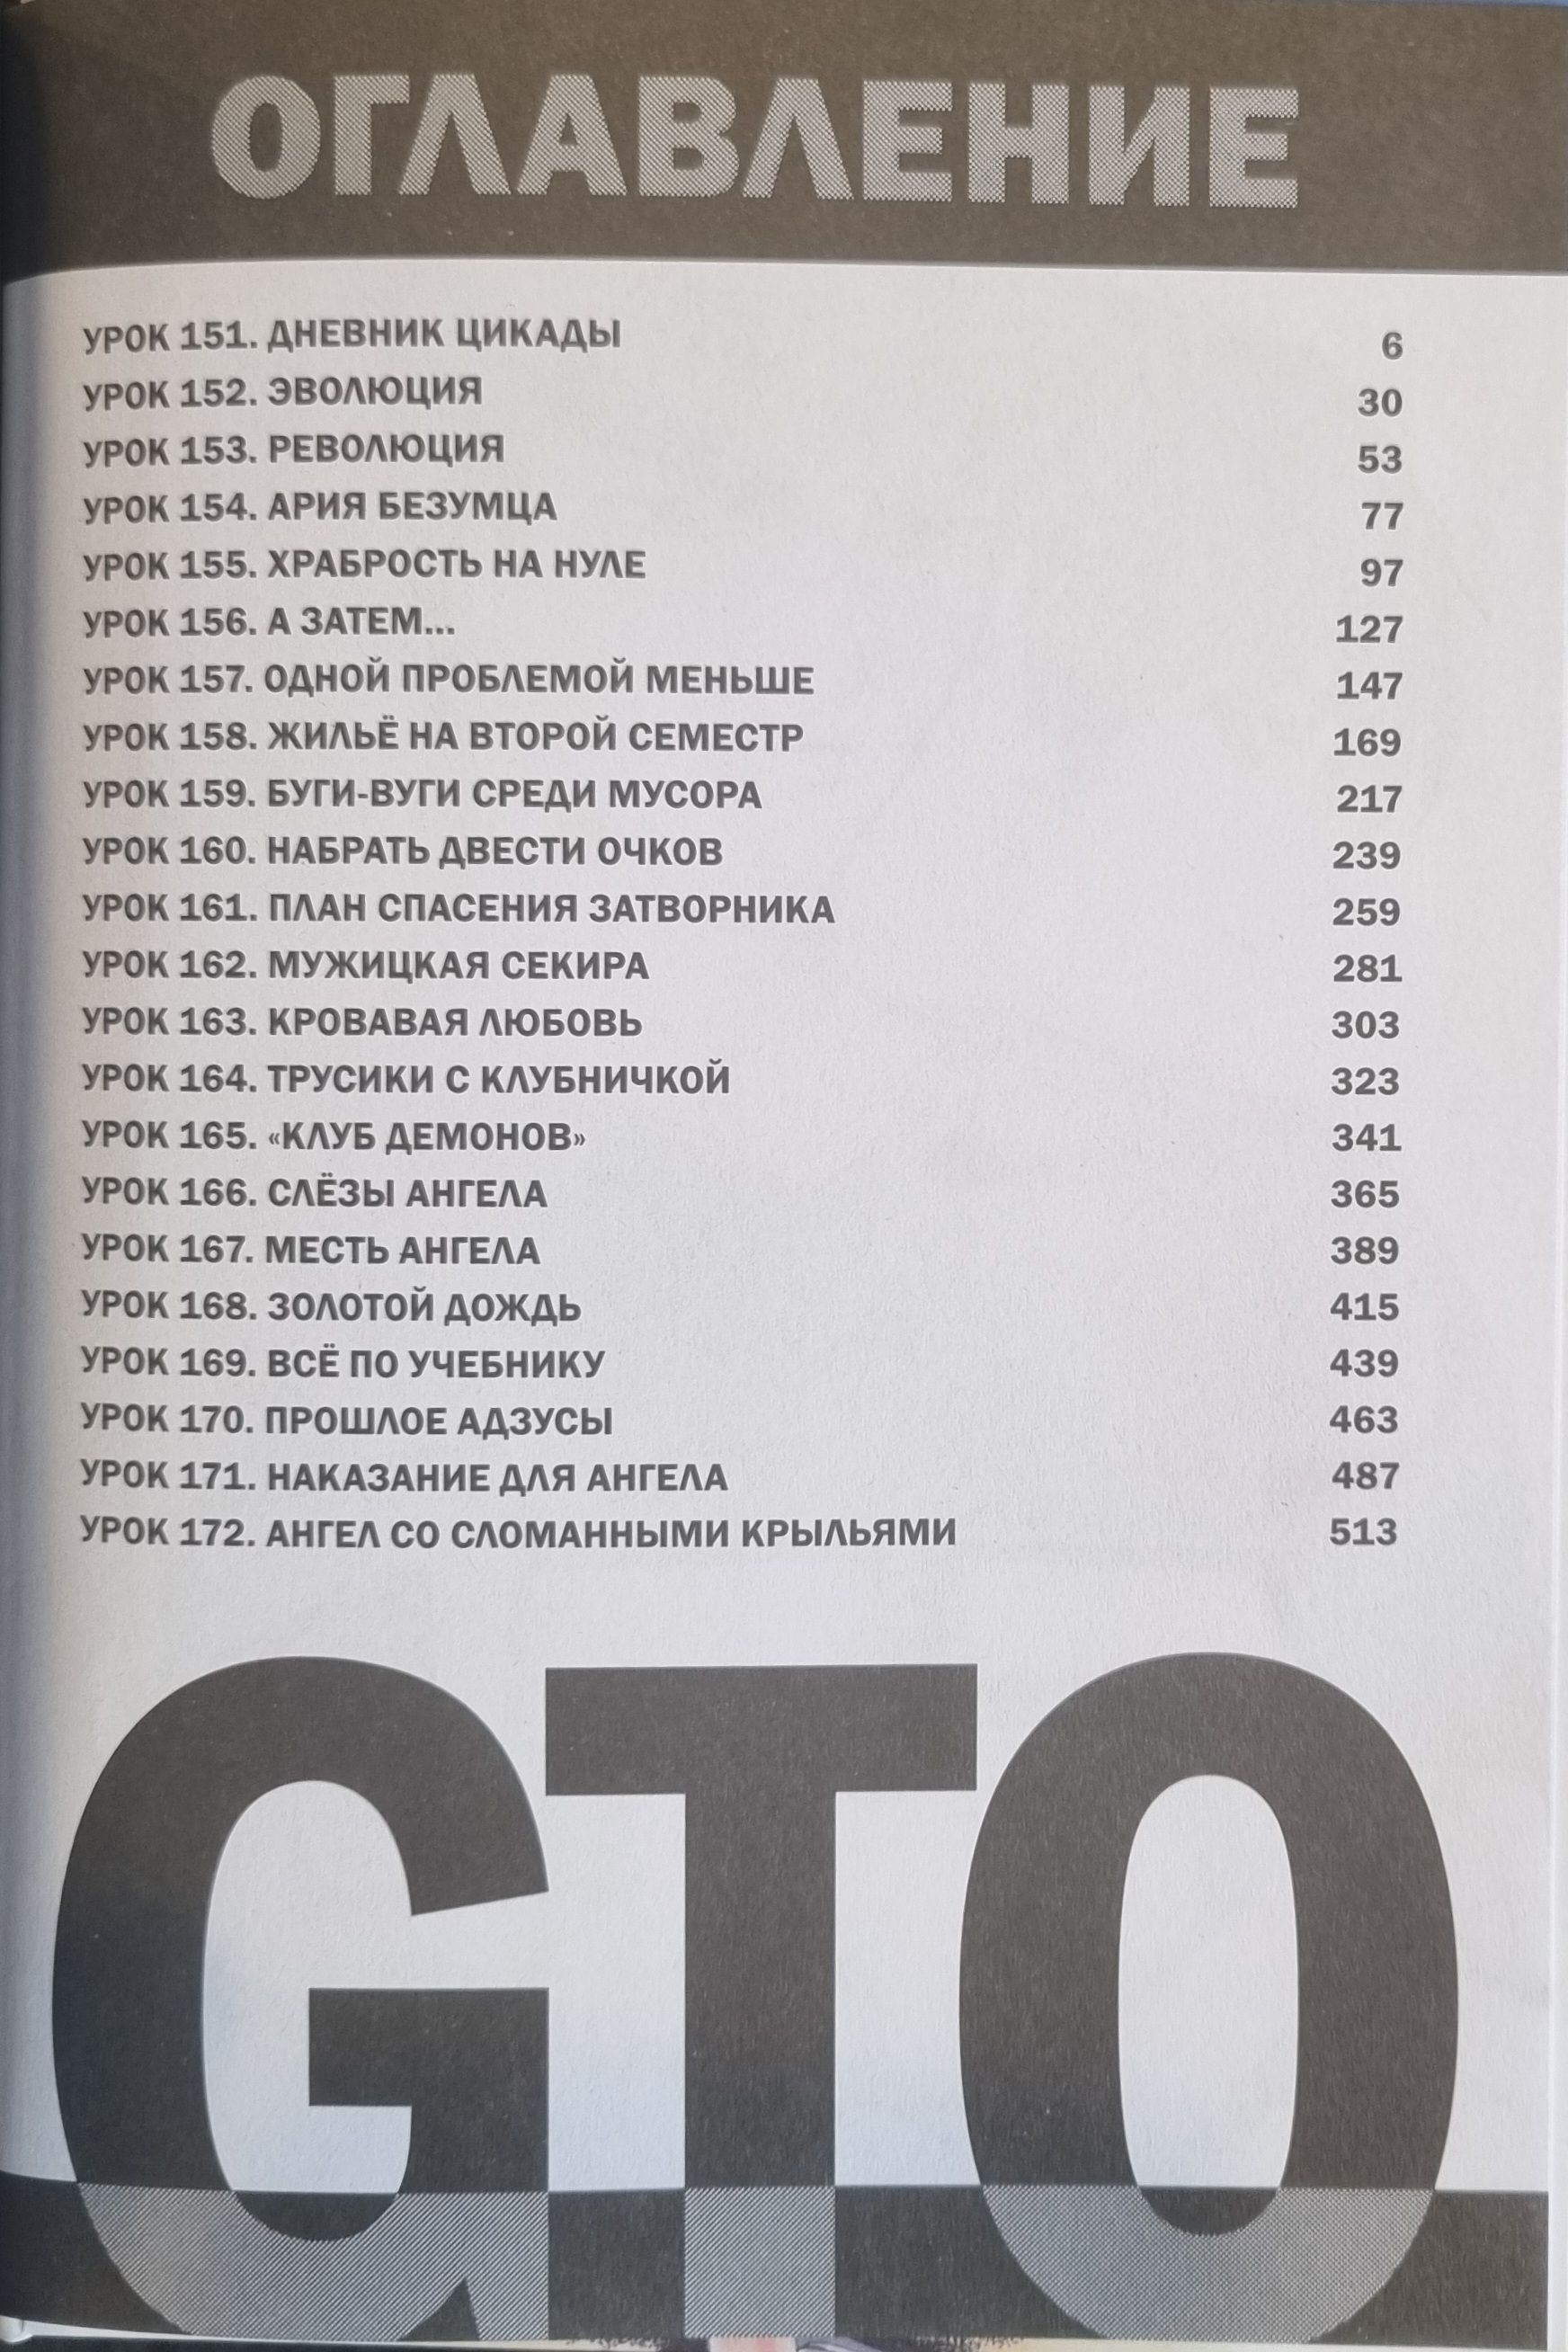 ОГЛАВЛЕНИЕ
УРОК 151. ДНЕВНИК ЦИКАДЫ 6
УРОК 152. ЭВОЛЮЦИЯ 30
УРОК 153. РЕВОЛЮЦИЯ 53
УРОК 154. АРИЯ БЕЗУМЦА 77
УРОК 155. ХРАБРОСТЬ НА НУЛЕ 97
УРОК 156. А ЗАТЕМ... 127
УРОК 157. ОДНОЙ ПРОБЛЕМОЙ МЕНЬШЕ 147
УРОК 158. ЖИЛЬЁ НА ВТОРОЙ СЕМЕСТР 169
УРОК 159. БУГИ-ВУГИ СРЕДИ МУСОРА 217
УРОК 160. НАБРАТЬ ДВЕСТИ ОЧКОВ 239
УРОК 161. ПЛАН СПАСЕНИЯ ЗАТВОРНИКА 259
УРОК 162. МУЖИЦКАЯ СЕКИРА 281
УРОК 163. КРОВАВАЯ ЛЮБОВЬ 303
УРОК 164. ТРУСИКИ С КЛУБНИЧКОЙ 323
УРОК 165. «КЛУБ ДЕМОНОВ» 341
УРОК 166. СЛЁЗЫ АНГЕЛА 365
УРОК 167. МЕСТЬ АНГЕЛА 389
УРОК 168. ЗОЛОТОЙ ДОЖДЬ 415
УРОК 169. ВСЁ ПО УЧЕБНИКУ 439
УРОК 170. ПРОШЛОЕ АДЗУСЫ 463
УРОК 171. НАКАЗАНИЕ ДЛЯ АНГЕЛА 487
УРОК 172. АНГЕЛ СО СЛОМАННЫМИ КРЫЛЬЯМИ 513
GTO